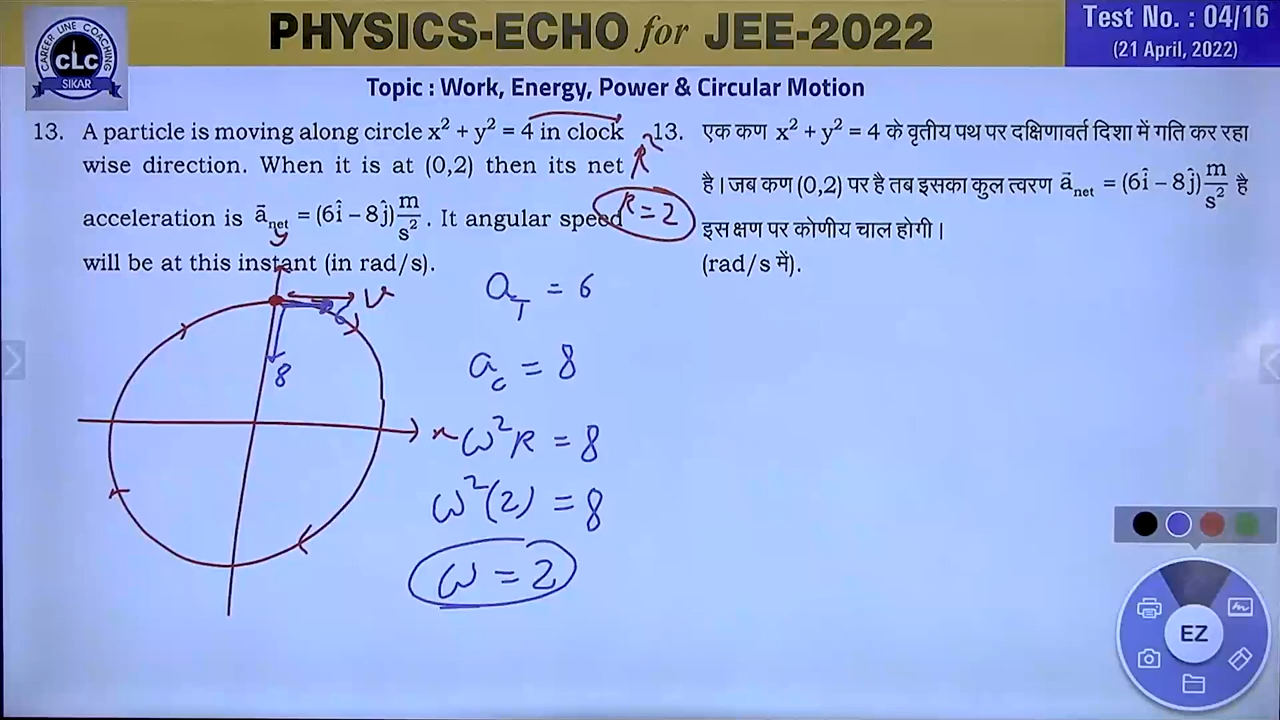 PHYSICS-ECHO for JEE-2022
Test No. : 04/16
(21 April, 2022)
CAREER LINE COACHING
CLC
SIKAR
Topic : Work, Energy, Power & Circular Motion
13. A particle is moving along circle x² + y² = 4 in clock
wise direction. When it is at (0,2) then its net
acceleration is a⃗net = (6î – 8ĵ) m/s² . It angular speed
will be at this instant (in rad/s).
R²
R = 2
13. एक कण x² + y² = 4 के वृतीय पथ पर दक्षिणावर्त दिशा में गति कर रहा
है। जब कण (0,2) पर है तब इसका कुल त्वरण a⃗net = (6î – 8ĵ) m/s² है
इस क्षण पर कोणीय चाल होगी।
(rad/s में).
y
v
6
8
x
a_T = 6
a_c = 8
ω²R = 8
ω²(2) = 8
ω = 2
EZ